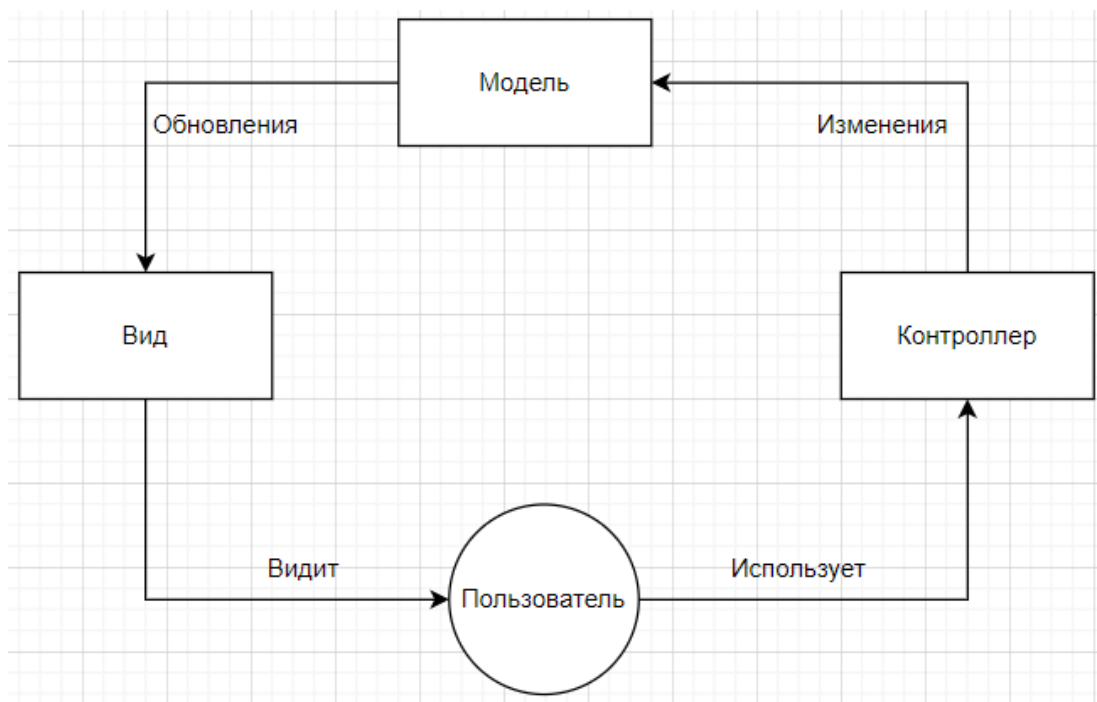 Модель
Обновления
Изменения
Вид
Контроллер
Видит
Использует
Пользователь